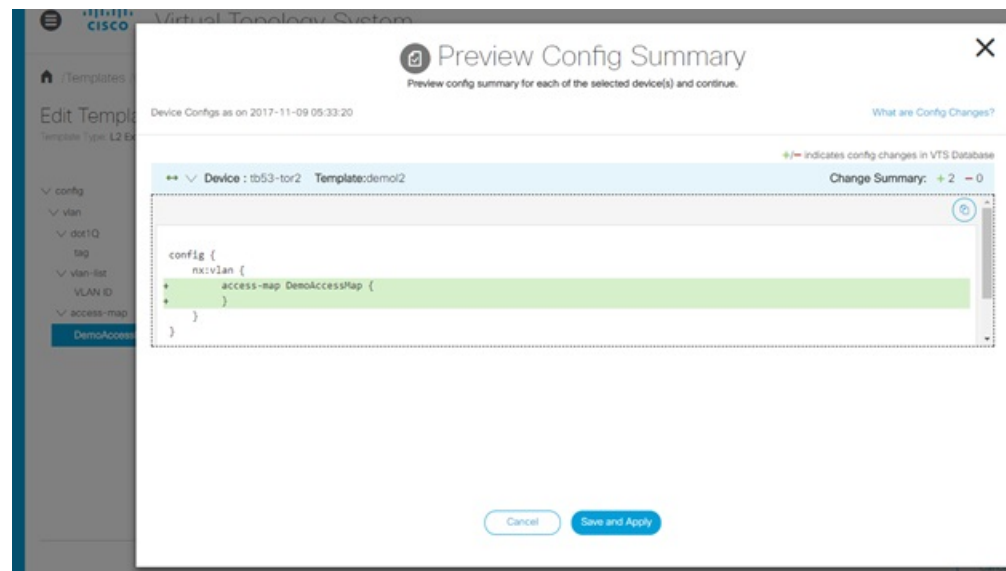 CISCO
Virtual Topology System
/Templates
Edit Templa
Template Type: L2 Ex
config
vlan
dot1Q
tag
vlan-list
VLAN ID
access-map
DemoAccess
Preview Config Summary
Preview config summary for each of the selected device(s) and continue.
Device Configs as on 2017-11-09 05:33:20
What are Config Changes?
+/- indicates config changes in VTS Database
Device : tb53-tor2 Template:demol2
Change Summary: + 2 - 0
config {
nx:vlan {
+ access-map DemoAccessMap {
+ }
}
}
Cancel
Save and Apply